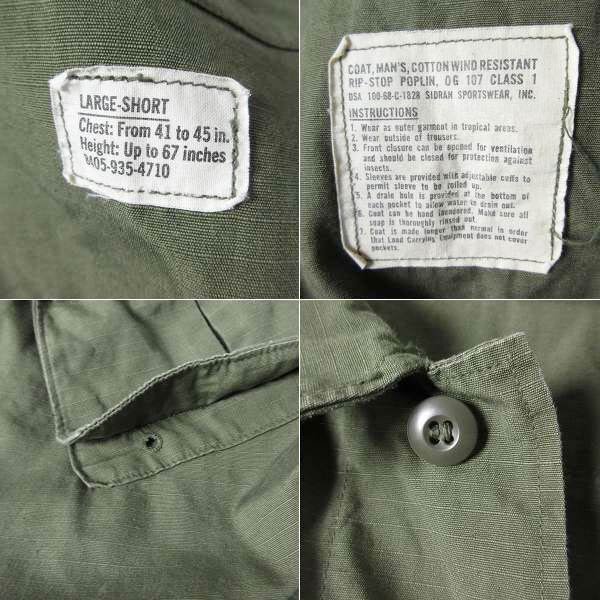 LARGE-SHORT
Chest: From 41 to 45 in.
Height: Up to 67 inches
8405-935-4710
COAT, MAN'S, COTTON WIND RESISTANT
RIP-STOP POPLIN, OG 107 CLASS 1
DSA 100-68-C-1828 SIDRAN SPORTSWEAR, INC.
INSTRUCTIONS
1. Wear as outer garment in tropical areas.
2. Wear outside of trousers.
3. Front closure can be opened for ventilation
and should be closed for protection against
insects.
4. Sleeves are provided with adjustable cuffs to
permit sleeve to be rolled up.
5. A drain hole is provided at the bottom of
each pocket to allow water to drain out.
6. Coat can be hand laundered. Make sure all
soap is thoroughly rinsed out.
7. Coat is made longer than normal in order
that Load Carrying Equipment does not cover
pockets.